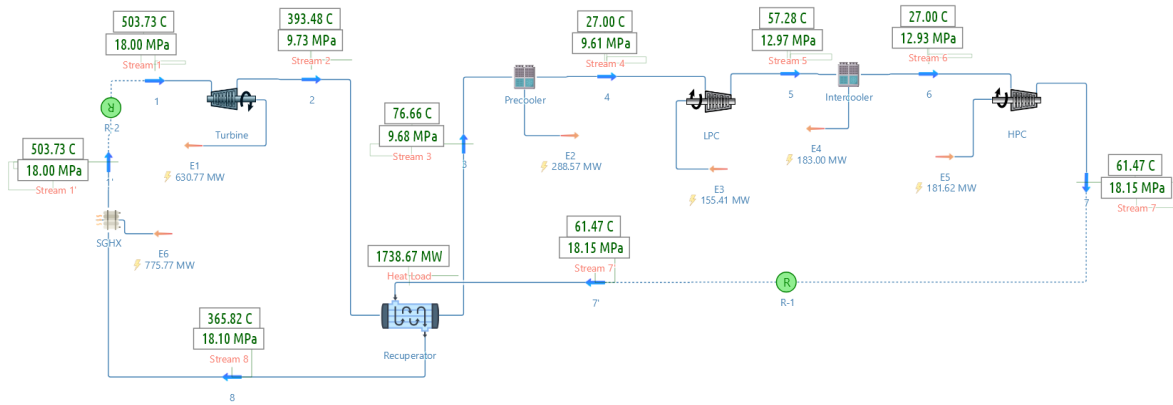 503.73 C
18.00 MPa
Stream 1
393.48 C
9.73 MPa
Stream 2
27.00 C
9.61 MPa
Stream 4
57.28 C
12.97 MPa
Stream 5
27.00 C
12.93 MPa
Stream 6
1
2
Precooler
4
5
Intercooler
6
R
R-2
Turbine
LPC
HPC
76.66 C
9.68 MPa
Stream 3
3
E1
630.77 MW
E2
288.57 MW
E3
155.41 MW
E4
183.00 MW
E5
181.62 MW
503.73 C
18.00 MPa
Stream 1'
1'
61.47 C
18.15 MPa
Stream 7
7
SGHX
E6
775.77 MW
61.47 C
18.15 MPa
Stream 7
7'
R
R-1
1738.67 MW
Heat Load
Recuperator
365.82 C
18.10 MPa
Stream 8
8